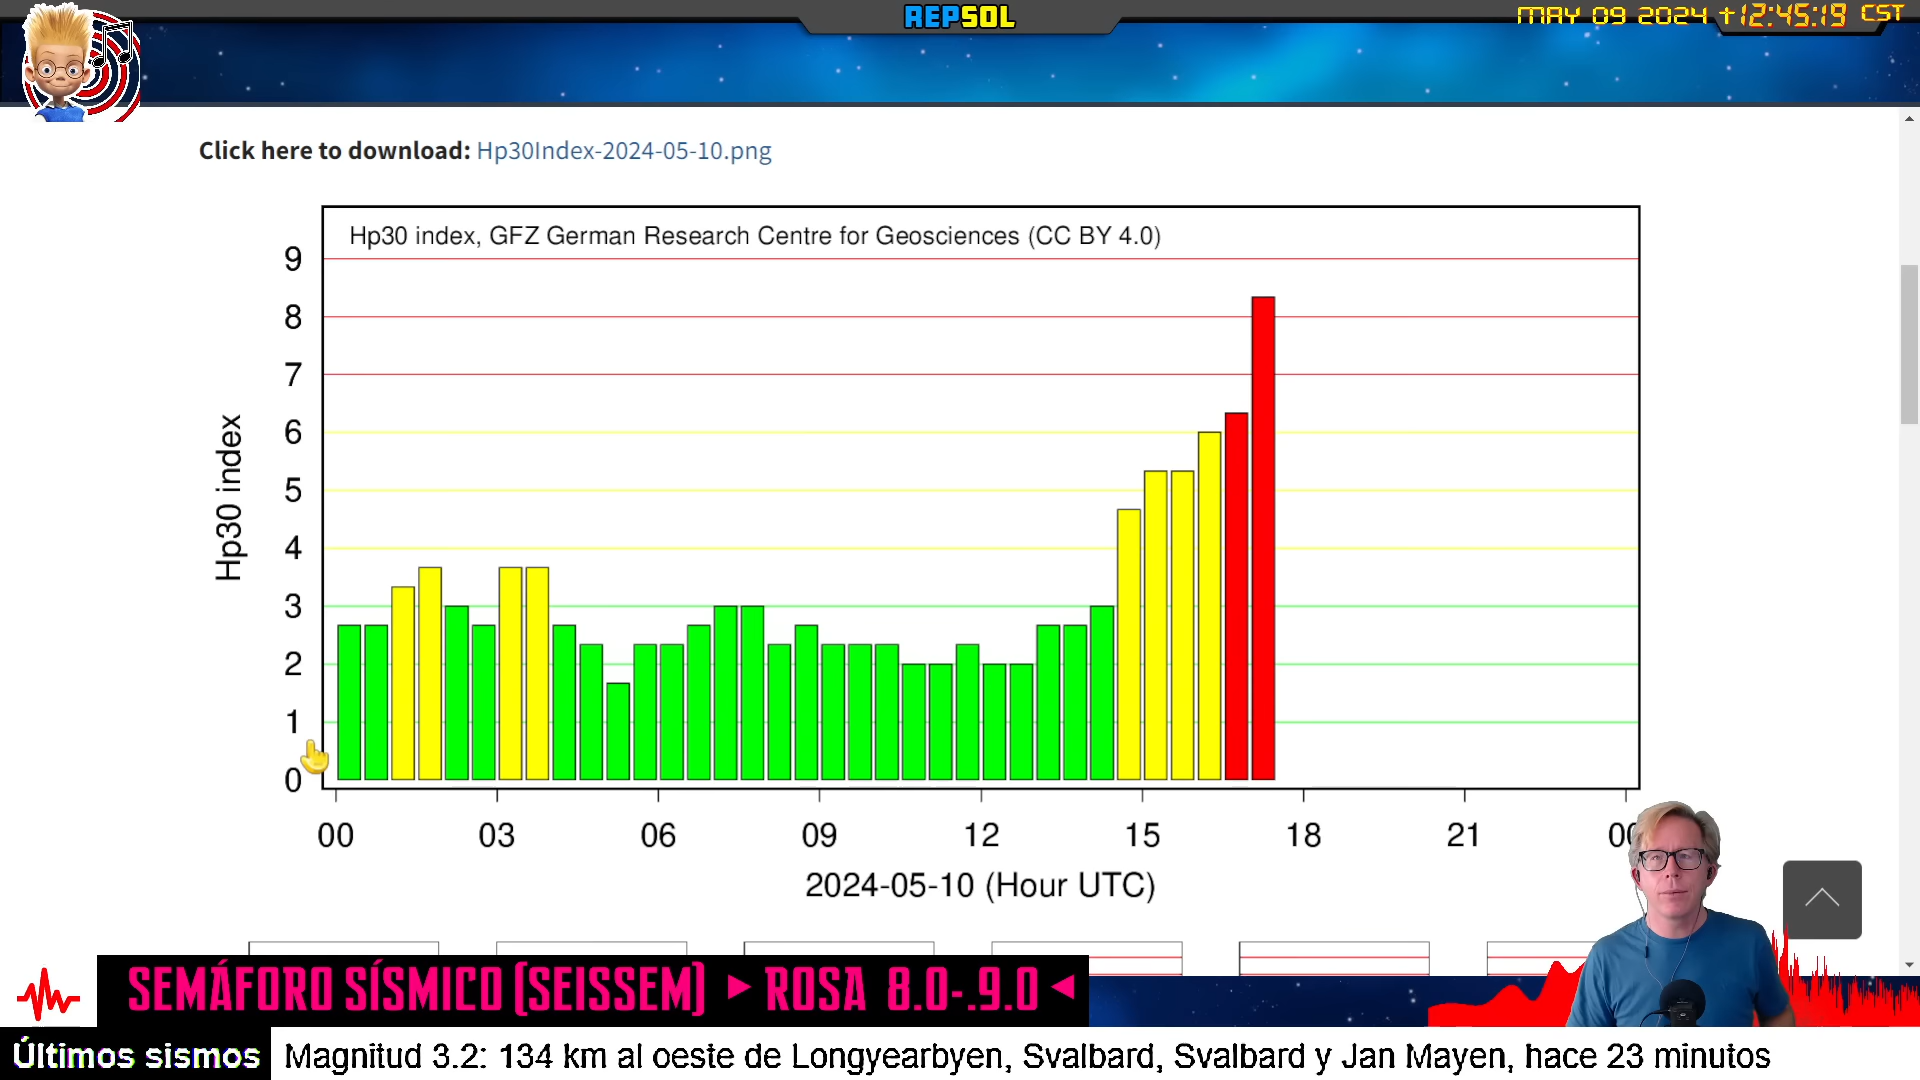 REPSOL
MAY 09 2024 +12:45:19 CST
Click here to download: Hp30Index-2024-05-10.png
Hp30 index, GFZ German Research Centre for Geosciences (CC BY 4.0)
9
8
7
6
5
4
3
2
1
0
Hp30 index
00 03 06 09 12 15 18 21 00
2024-05-10 (Hour UTC)
SEMÁFORO SÍSMICO (SEISSEM) ► ROSA 8.0-.9.0 ◄
Últimos sismos Magnitud 3.2: 134 km al oeste de Longyearbyen, Svalbard, Svalbard y Jan Mayen, hace 23 minutos